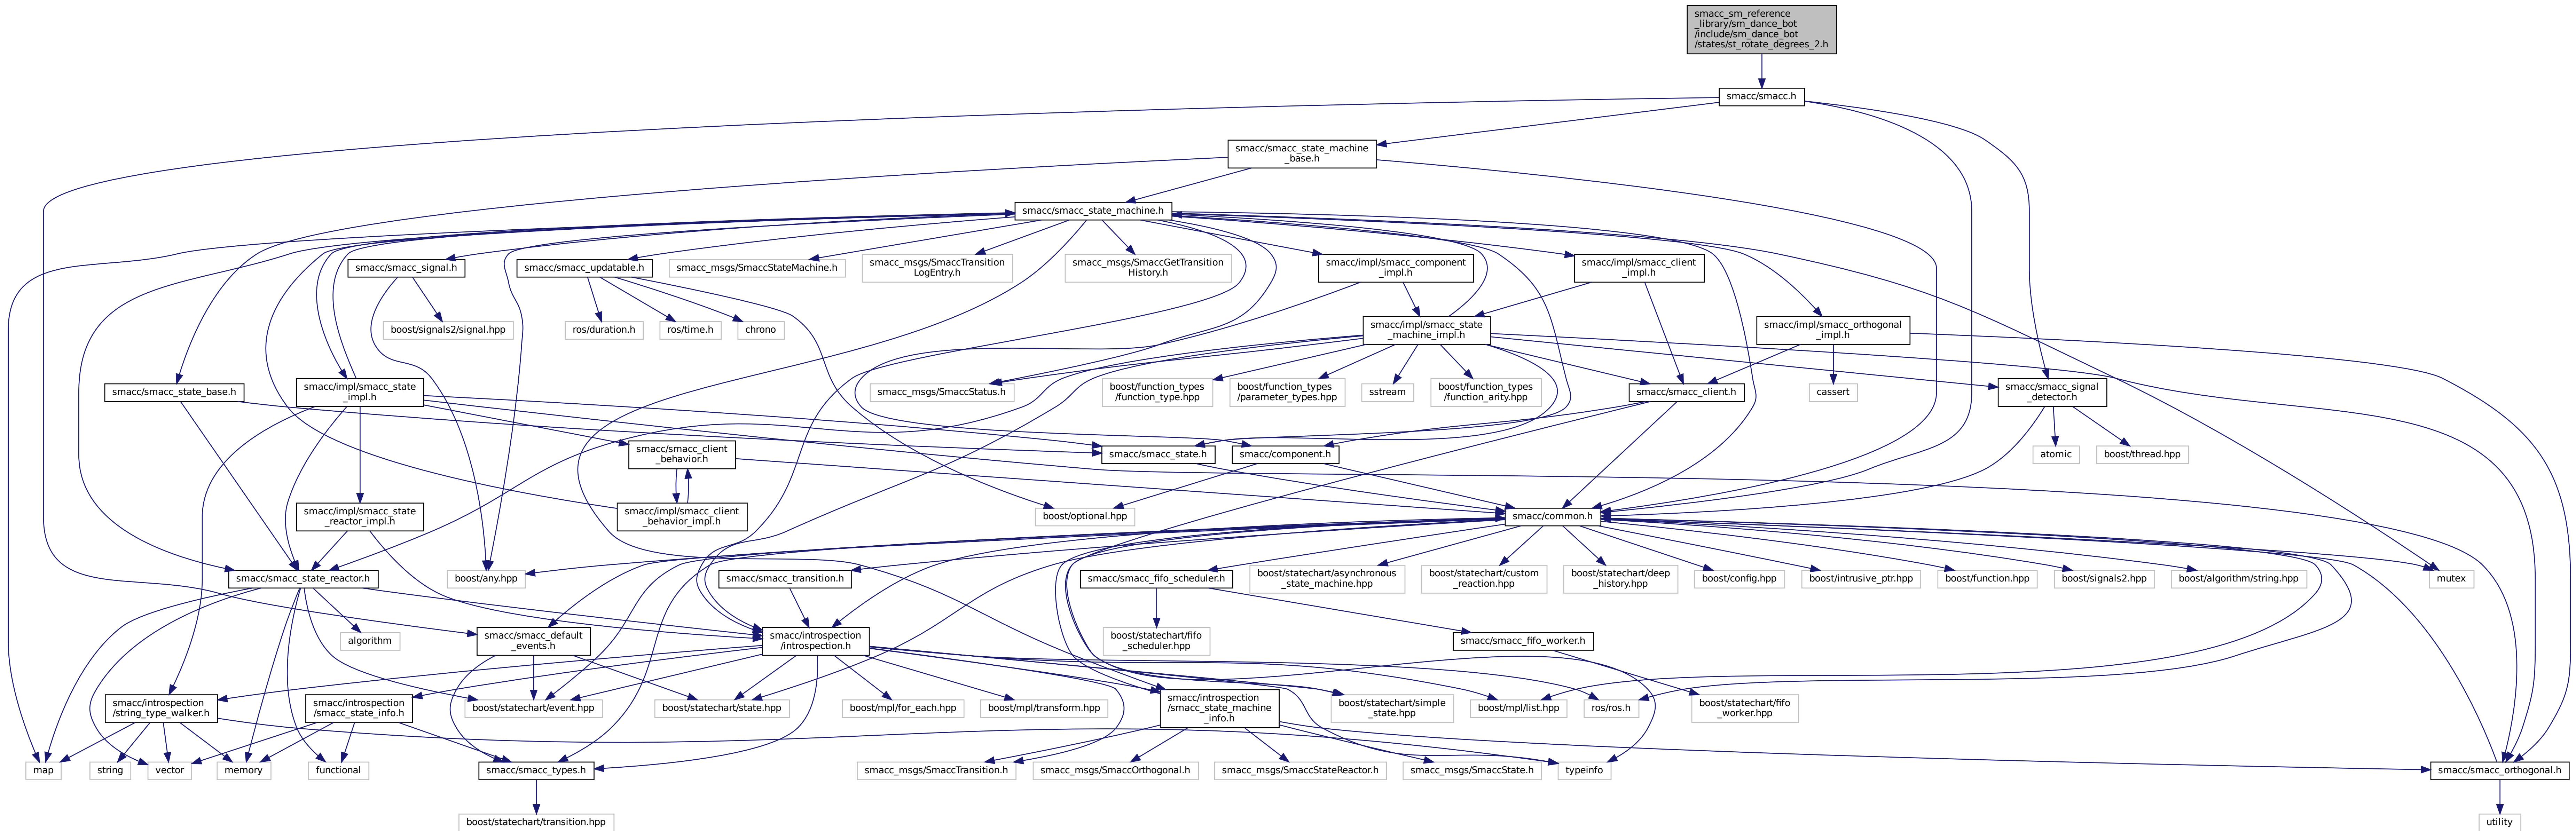 smacc_sm_reference
_library/sm_dance_bot
/include/sm_dance_bot
/states/st_rotate_degrees_2.h
smacc/smacc.h
smacc/smacc_state_machine
_base.h
smacc/smacc_state_machine.h
smacc/smacc_signal.h
smacc/smacc_updatable.h
smacc_msgs/SmaccStateMachine.h
smacc_msgs/SmaccTransition
LogEntry.h
smacc_msgs/SmaccGetTransition
History.h
smacc/impl/smacc_component
_impl.h
smacc/impl/smacc_client
_impl.h
boost/signals2/signal.hpp
ros/duration.h
ros/time.h
chrono
smacc/impl/smacc_state
_machine_impl.h
smacc/impl/smacc_orthogonal
_impl.h
smacc/smacc_state_base.h
smacc/impl/smacc_state
_impl.h
smacc_msgs/SmaccStatus.h
boost/function_types
/function_type.hpp
boost/function_types
/parameter_types.hpp
sstream
boost/function_types
/function_arity.hpp
smacc/smacc_client.h
cassert
smacc/smacc_signal
_detector.h
smacc/smacc_client
_behavior.h
smacc/smacc_state.h
smacc/component.h
atomic
boost/thread.hpp
smacc/impl/smacc_state
_reactor_impl.h
smacc/impl/smacc_client
_behavior_impl.h
boost/optional.hpp
smacc/common.h
smacc/smacc_state_reactor.h
boost/any.hpp
smacc/smacc_transition.h
smacc/smacc_fifo_scheduler.h
boost/statechart/asynchronous
_state_machine.hpp
boost/statechart/custom
_reaction.hpp
boost/statechart/deep
_history.hpp
boost/config.hpp
boost/intrusive_ptr.hpp
boost/function.hpp
boost/signals2.hpp
boost/algorithm/string.hpp
mutex
algorithm
smacc/smacc_default
_events.h
smacc/introspection
/introspection.h
boost/statechart/fifo
_scheduler.hpp
smacc/smacc_fifo_worker.h
smacc/introspection
/string_type_walker.h
smacc/introspection
/smacc_state_info.h
boost/statechart/event.hpp
boost/statechart/state.hpp
boost/mpl/for_each.hpp
boost/mpl/transform.hpp
smacc/introspection
/smacc_state_machine
_info.h
boost/statechart/simple
_state.hpp
boost/mpl/list.hpp
ros/ros.h
boost/statechart/fifo
_worker.hpp
map
string
vector
memory
functional
smacc/smacc_types.h
smacc_msgs/SmaccTransition.h
smacc_msgs/SmaccOrthogonal.h
smacc_msgs/SmaccStateReactor.h
smacc_msgs/SmaccState.h
typeinfo
smacc/smacc_orthogonal.h
boost/statechart/transition.hpp
utility